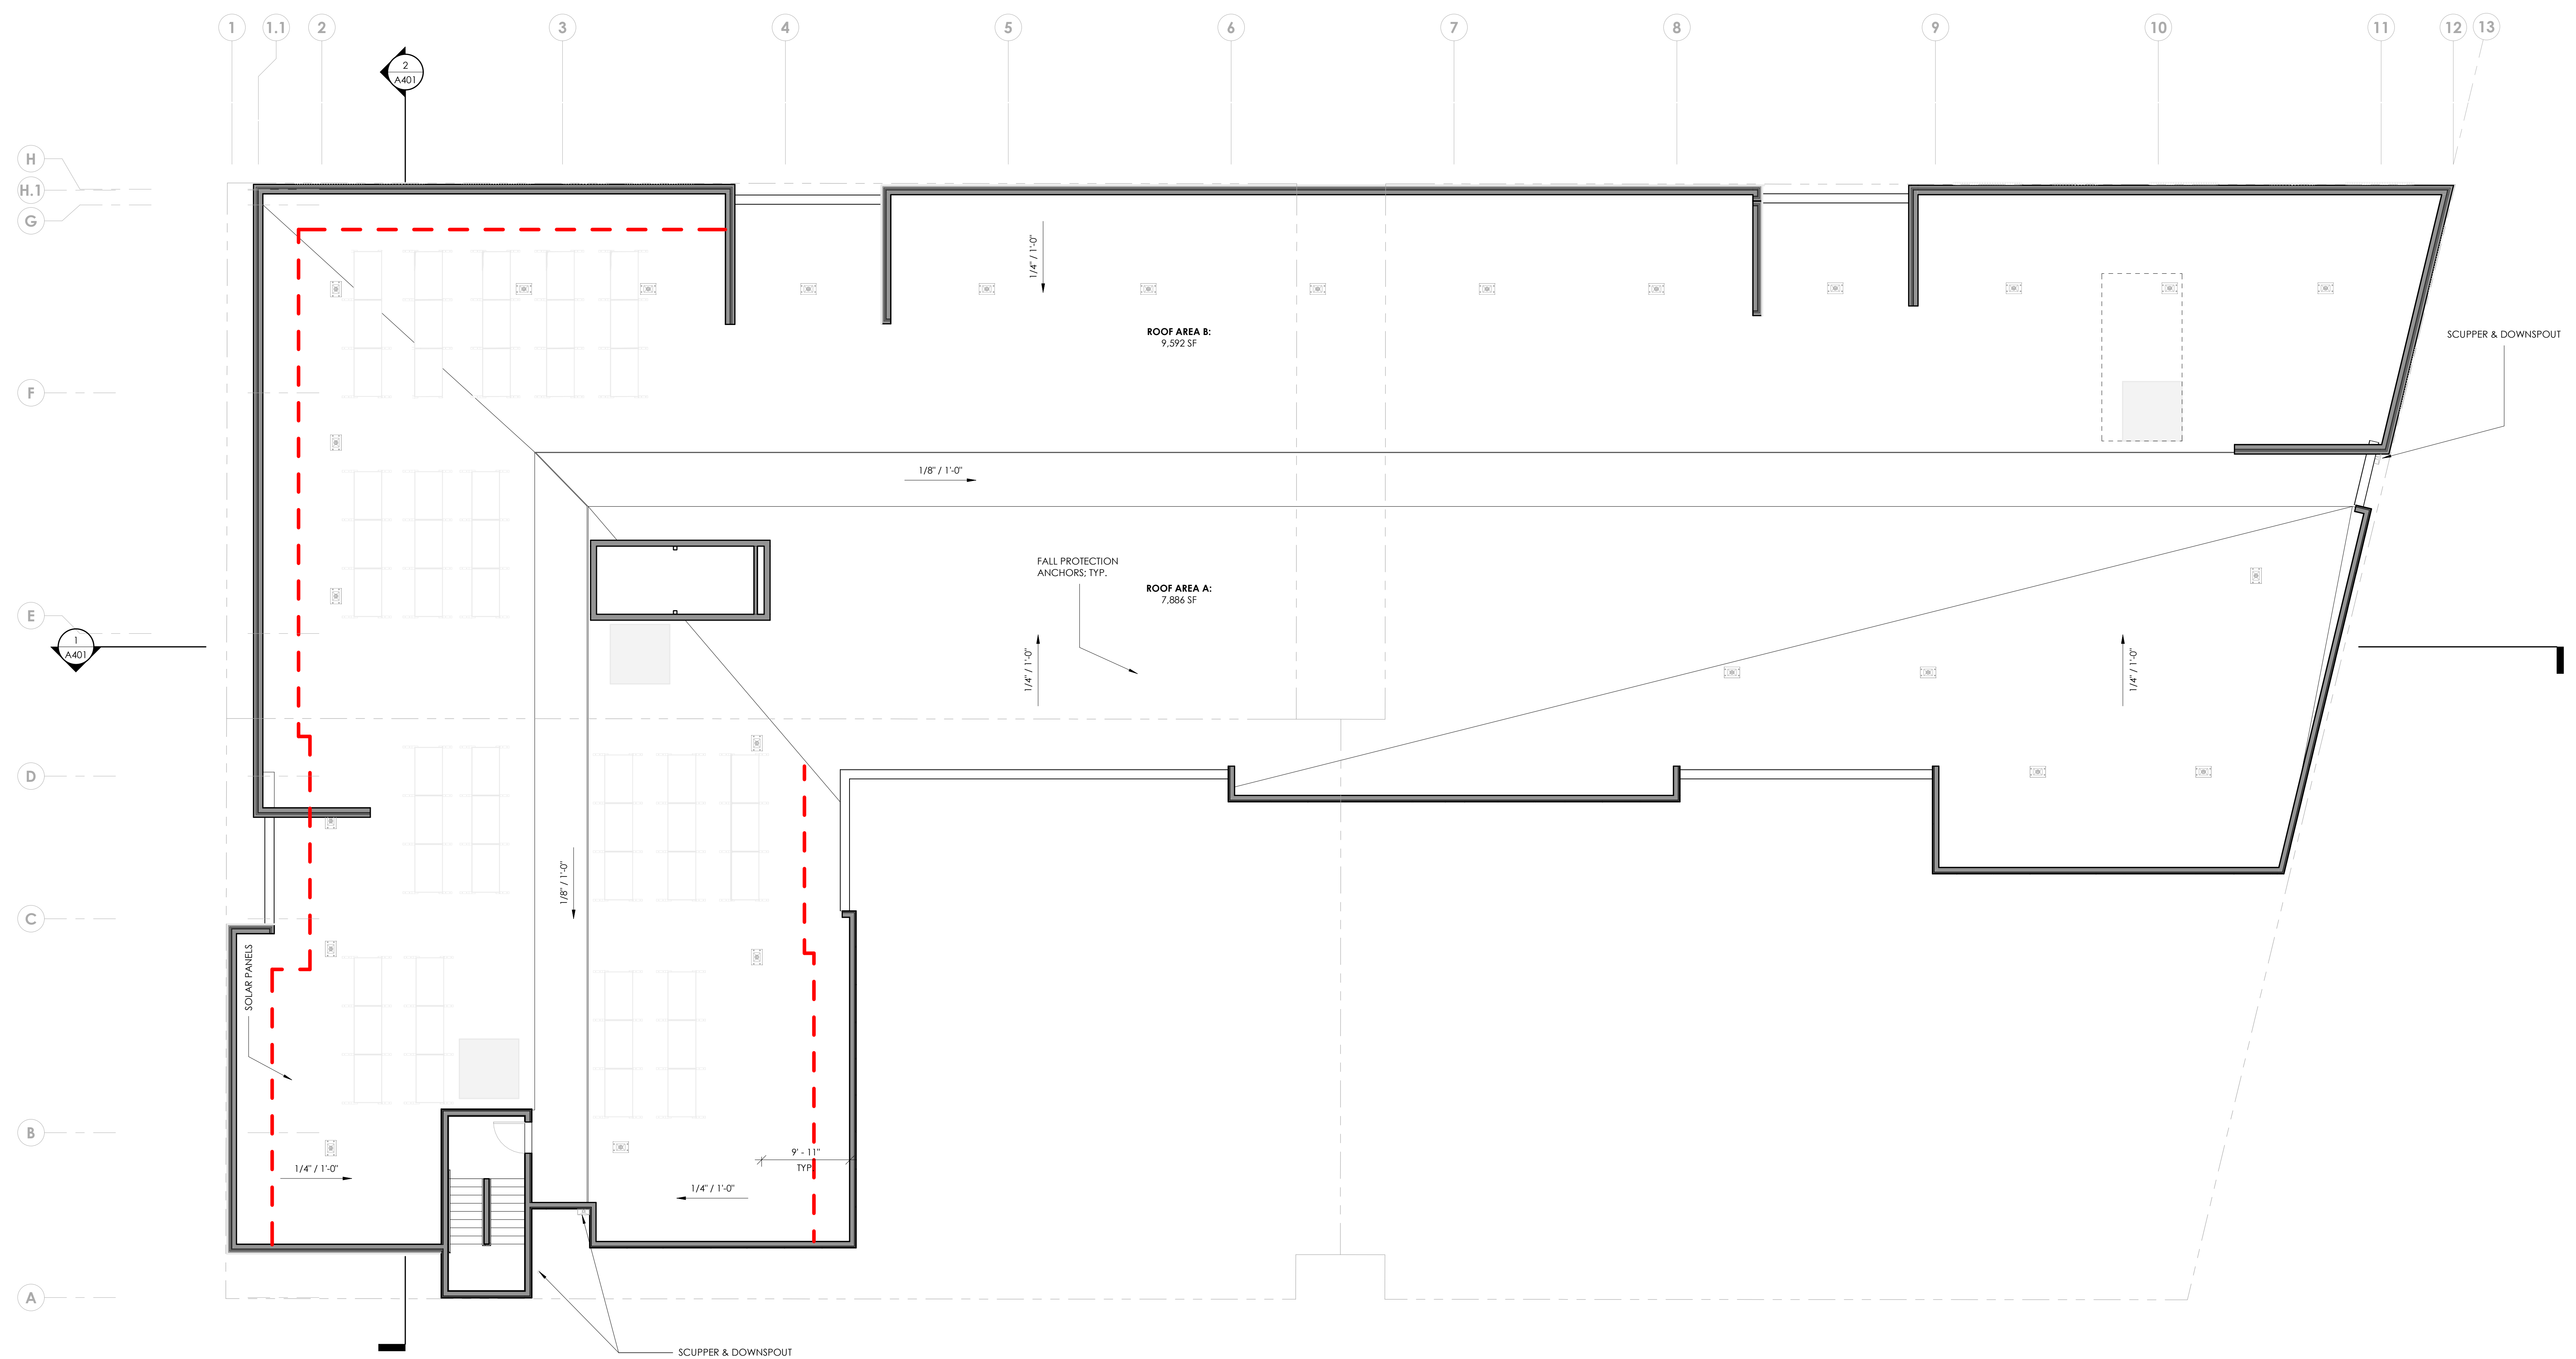 1 1.1 2 3 4 5 6 7 8 9 10 11 12 13
2
A401
H
H.1
G
1/4" / 1'-0"
ROOF AREA B:
9,592 SF
SCUPPER & DOWNSPOUT
F
1/8" / 1'-0"
FALL PROTECTION
ANCHORS; TYP.
ROOF AREA A:
7,886 SF
E
1
A401
1/4" / 1'-0"
1/4" / 1'-0"
D
1/8" / 1'-0"
C
SOLAR PANELS
B
9' - 11"
TYP.
1/4" / 1'-0"
1/4" / 1'-0"
A
SCUPPER & DOWNSPOUT